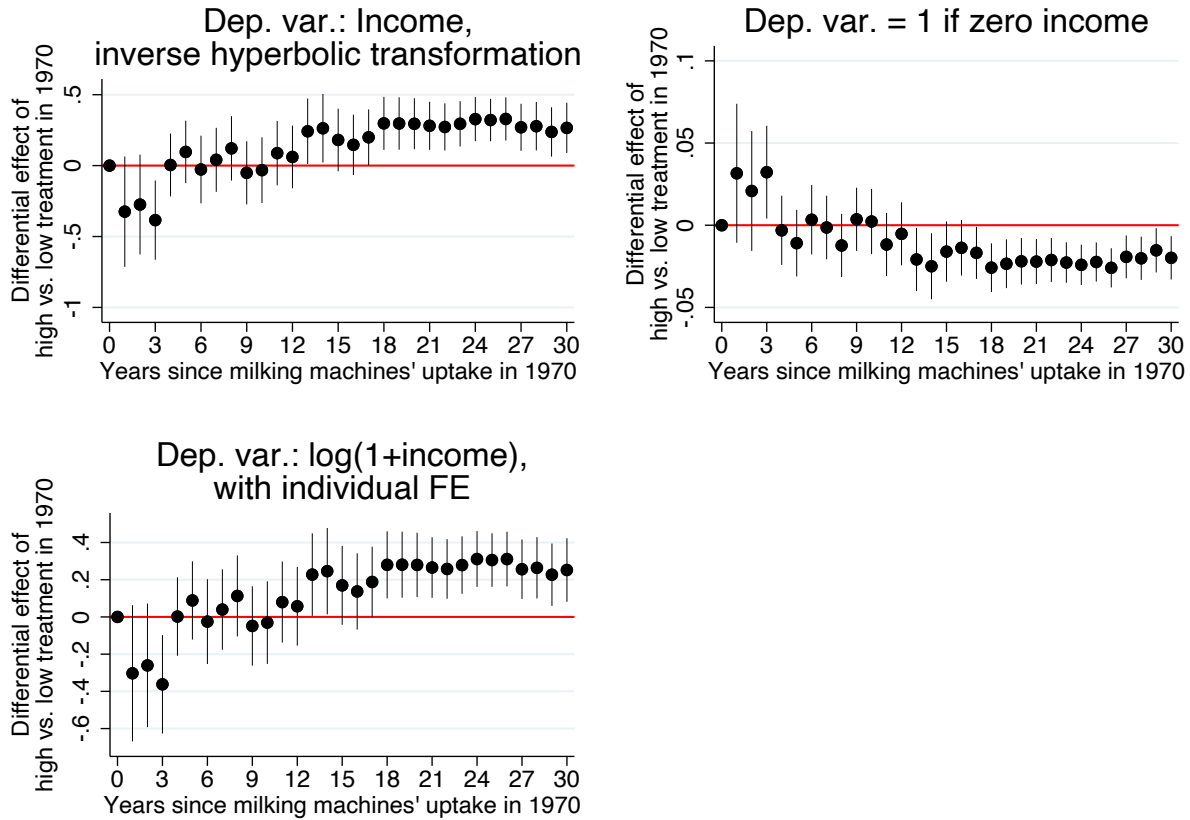 Dep. var.: Income,
inverse hyperbolic transformation
Differential effect of
high vs. low treatment in 1970
.5
0
-.5
-1
0 3 6 9 12 15 18 21 24 27 30
Years since milking machines' uptake in 1970
Dep. var. = 1 if zero income
Differential effect of
high vs. low treatment in 1970
.1
.05
0
-.05
0 3 6 9 12 15 18 21 24 27 30
Years since milking machines' uptake in 1970
Dep. var.: log(1+income),
with individual FE
Differential effect of
high vs. low treatment in 1970
.4
.2
0
-.2
-.4
-.6
0 3 6 9 12 15 18 21 24 27 30
Years since milking machines' uptake in 1970